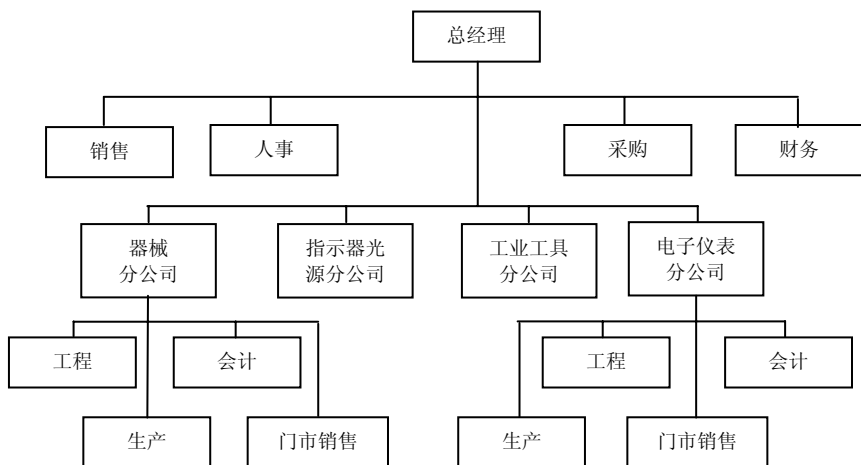 总经理
销售
人事
采购
财务
器械
分公司
指示器光
源分公司
工业工具
分公司
电子仪表
分公司
工程
会计
工程
会计
生产
门市销售
生产
门市销售